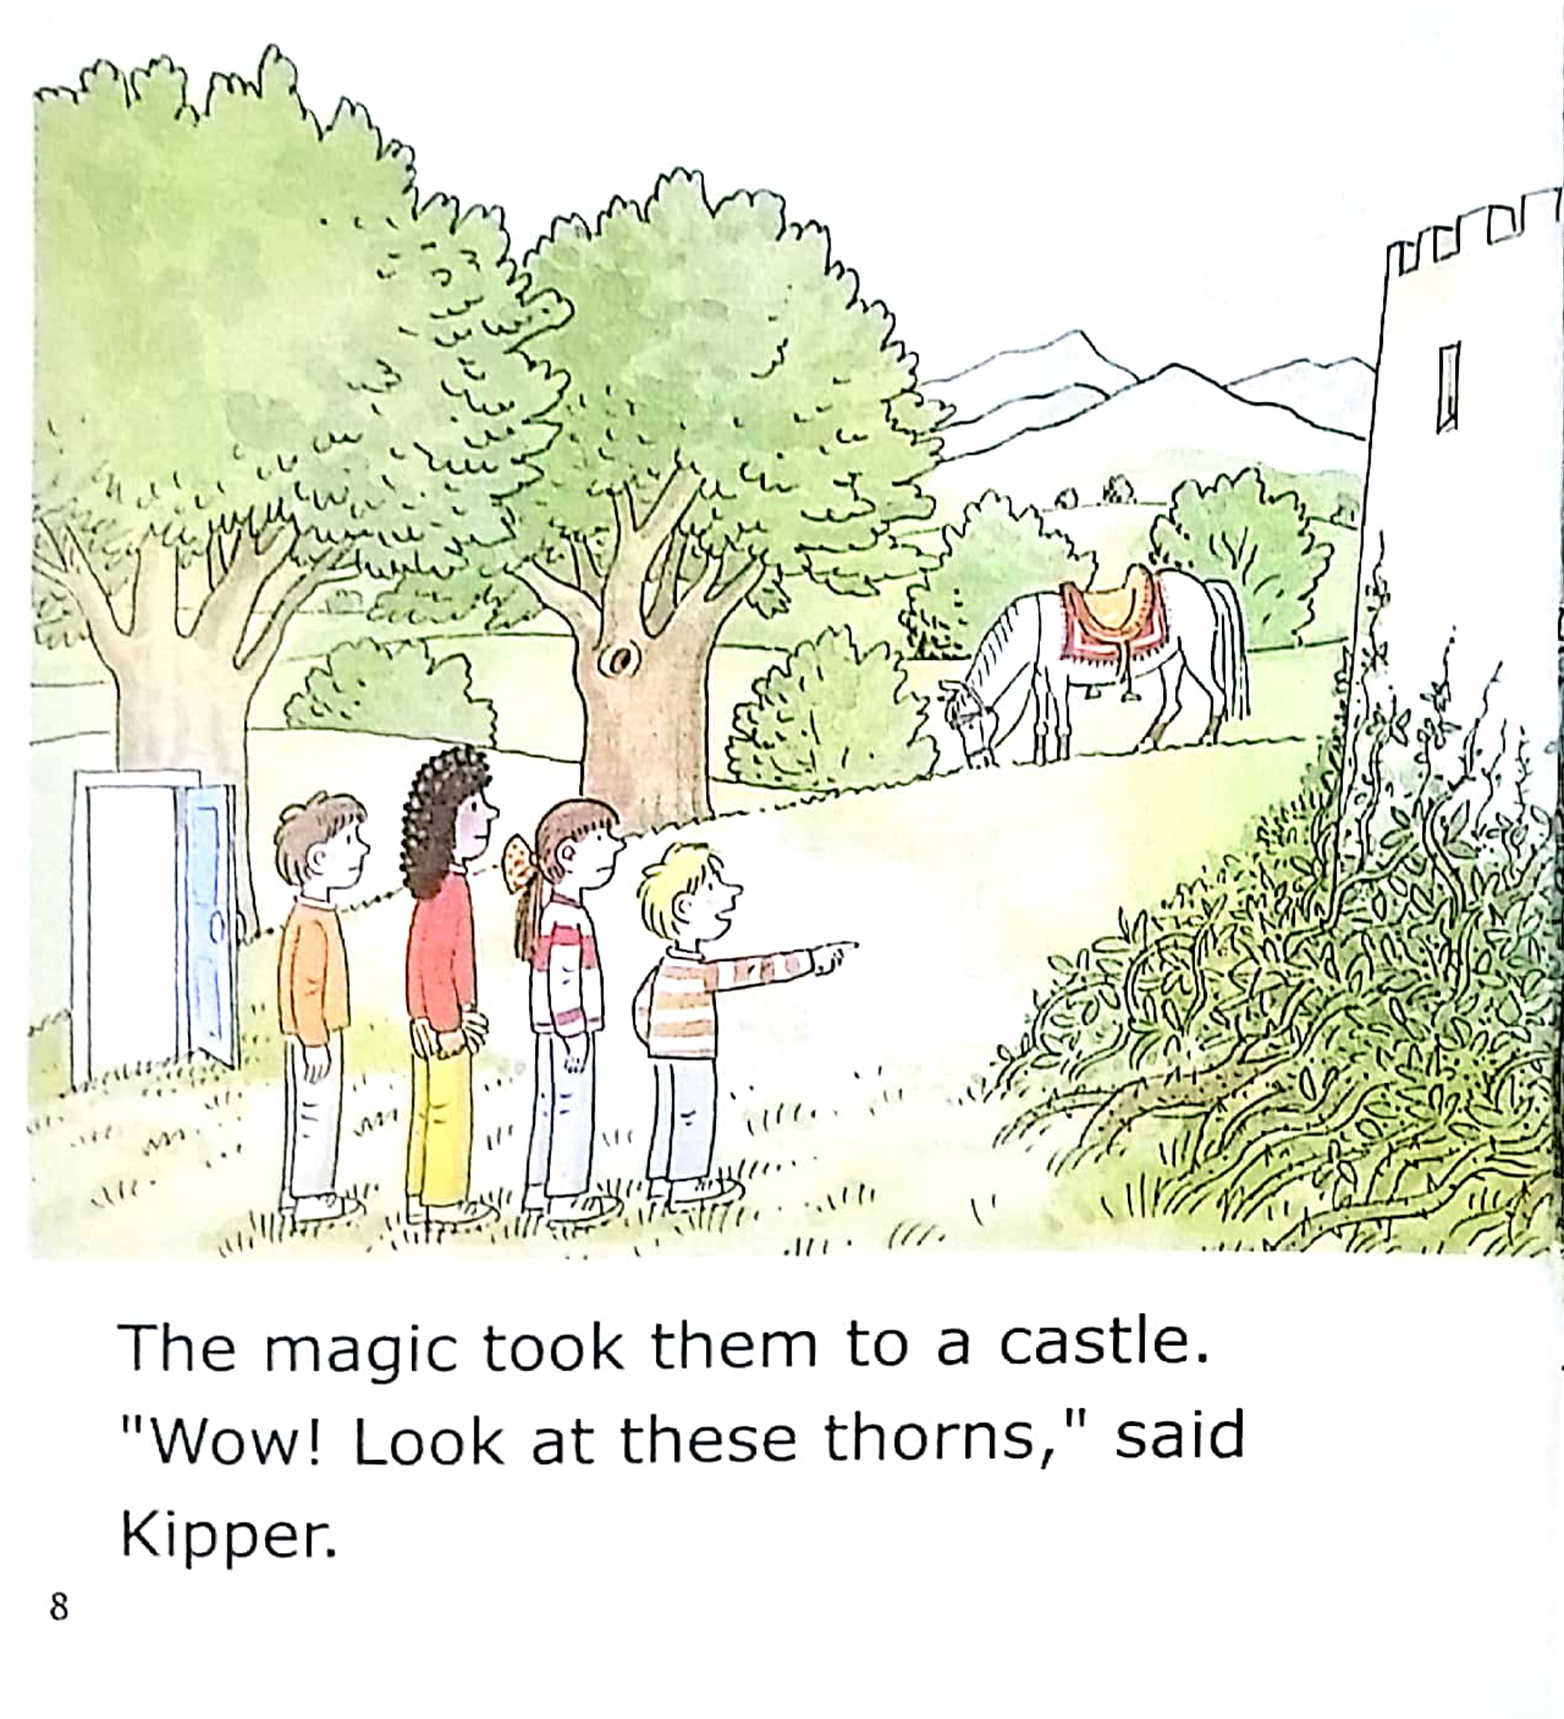 The magic took them to a castle.
"Wow! Look at these thorns," said
Kipper.
8